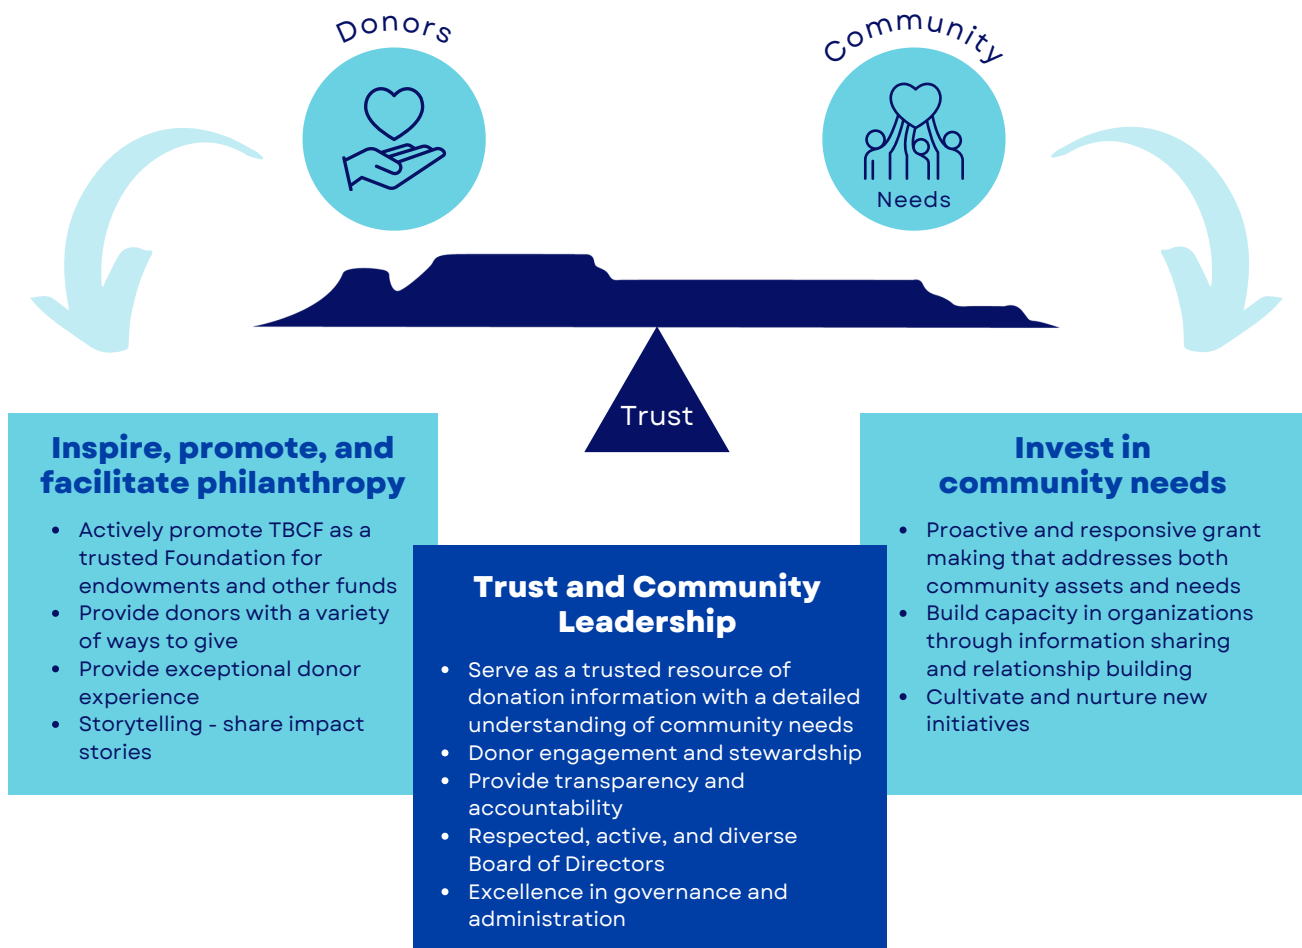 Donors
Community
Needs
Trust
Inspire, promote, and
facilitate philanthropy
• Actively promote TBCF as a
trusted Foundation for
endowments and other funds
• Provide donors with a variety
of ways to give
• Provide exceptional donor
experience
• Storytelling - share impact
stories
Trust and Community
Leadership
• Serve as a trusted resource of
donation information with a detailed
understanding of community needs
• Donor engagement and stewardship
• Provide transparency and
accountability
• Respected, active, and diverse
Board of Directors
• Excellence in governance and
administration
Invest in
community needs
• Proactive and responsive grant
making that addresses both
community assets and needs
• Build capacity in organizations
through information sharing
and relationship building
• Cultivate and nurture new
initiatives